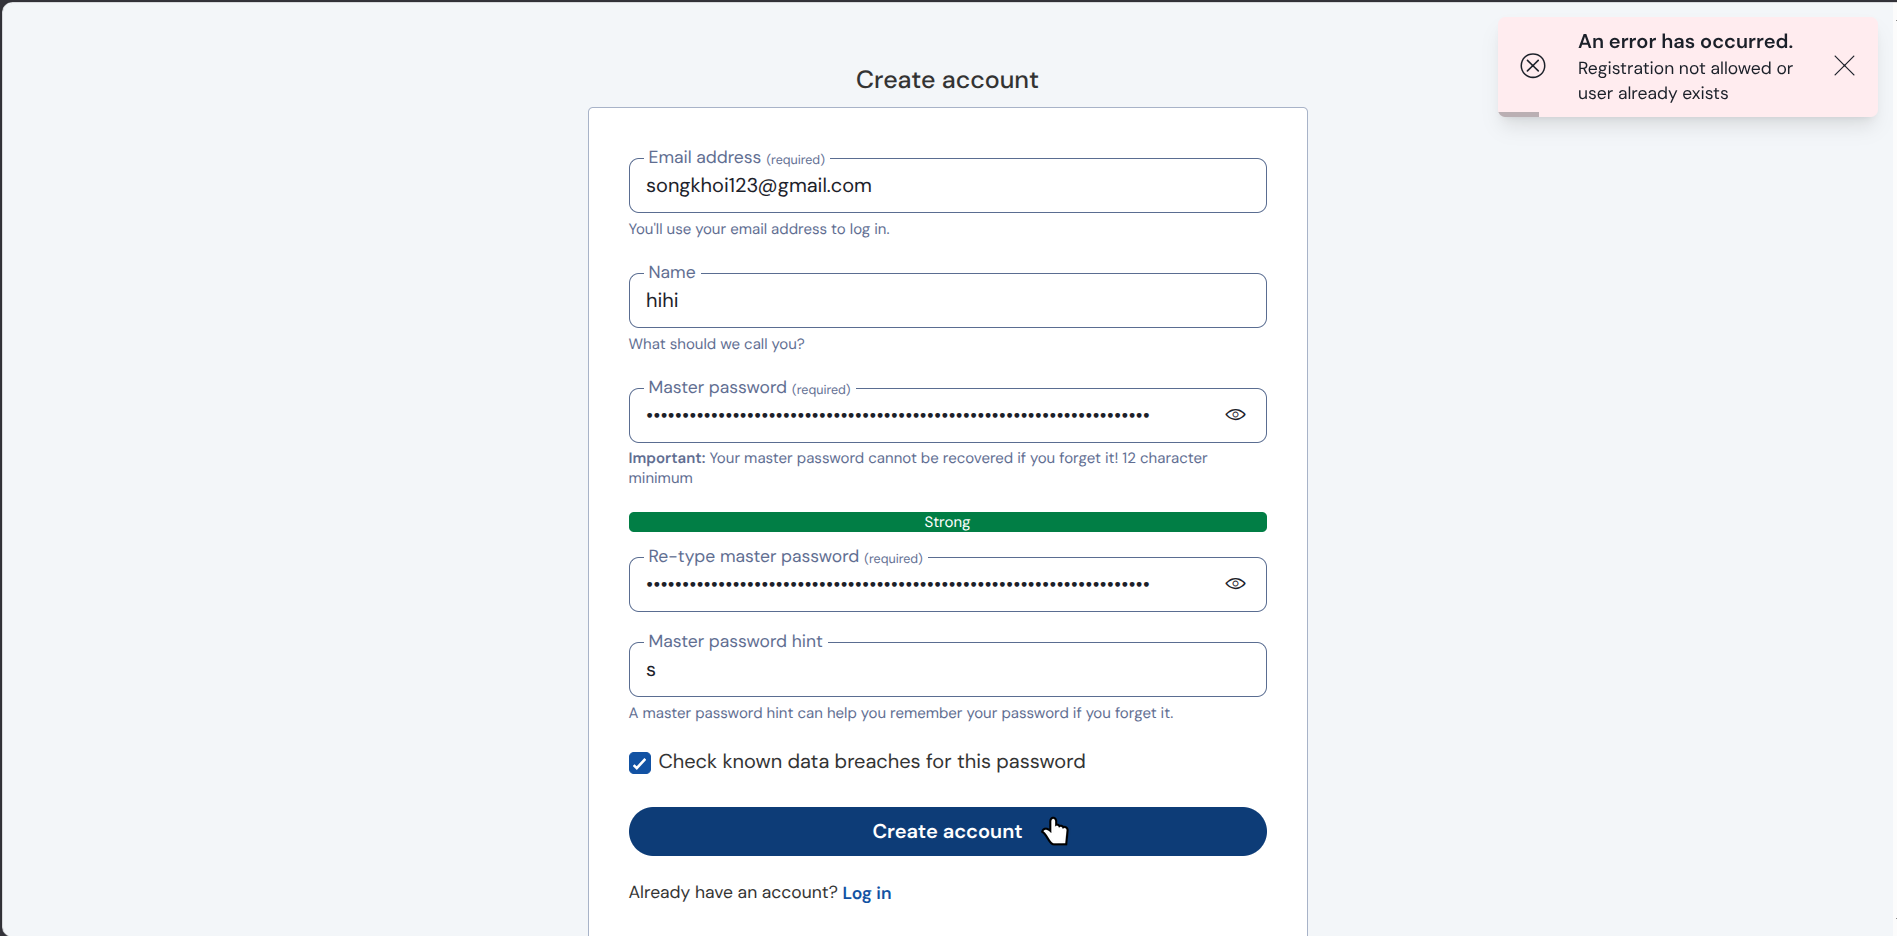 An error has occurred.
Registration not allowed or
user already exists
Create account
Email address (required)
songkhoi123@gmail.com
You'll use your email address to log in.
Name
hihi
What should we call you?
Master password (required)
••••••••••••••••••••••••••••••••••••••••••••••••••••••••••••••••••••••
Important: Your master password cannot be recovered if you forget it! 12 character
minimum
Strong
Re-type master password (required)
••••••••••••••••••••••••••••••••••••••••••••••••••••••••••••••••••••••
Master password hint
s
A master password hint can help you remember your password if you forget it.
Check known data breaches for this password
Create account
Already have an account? Log in